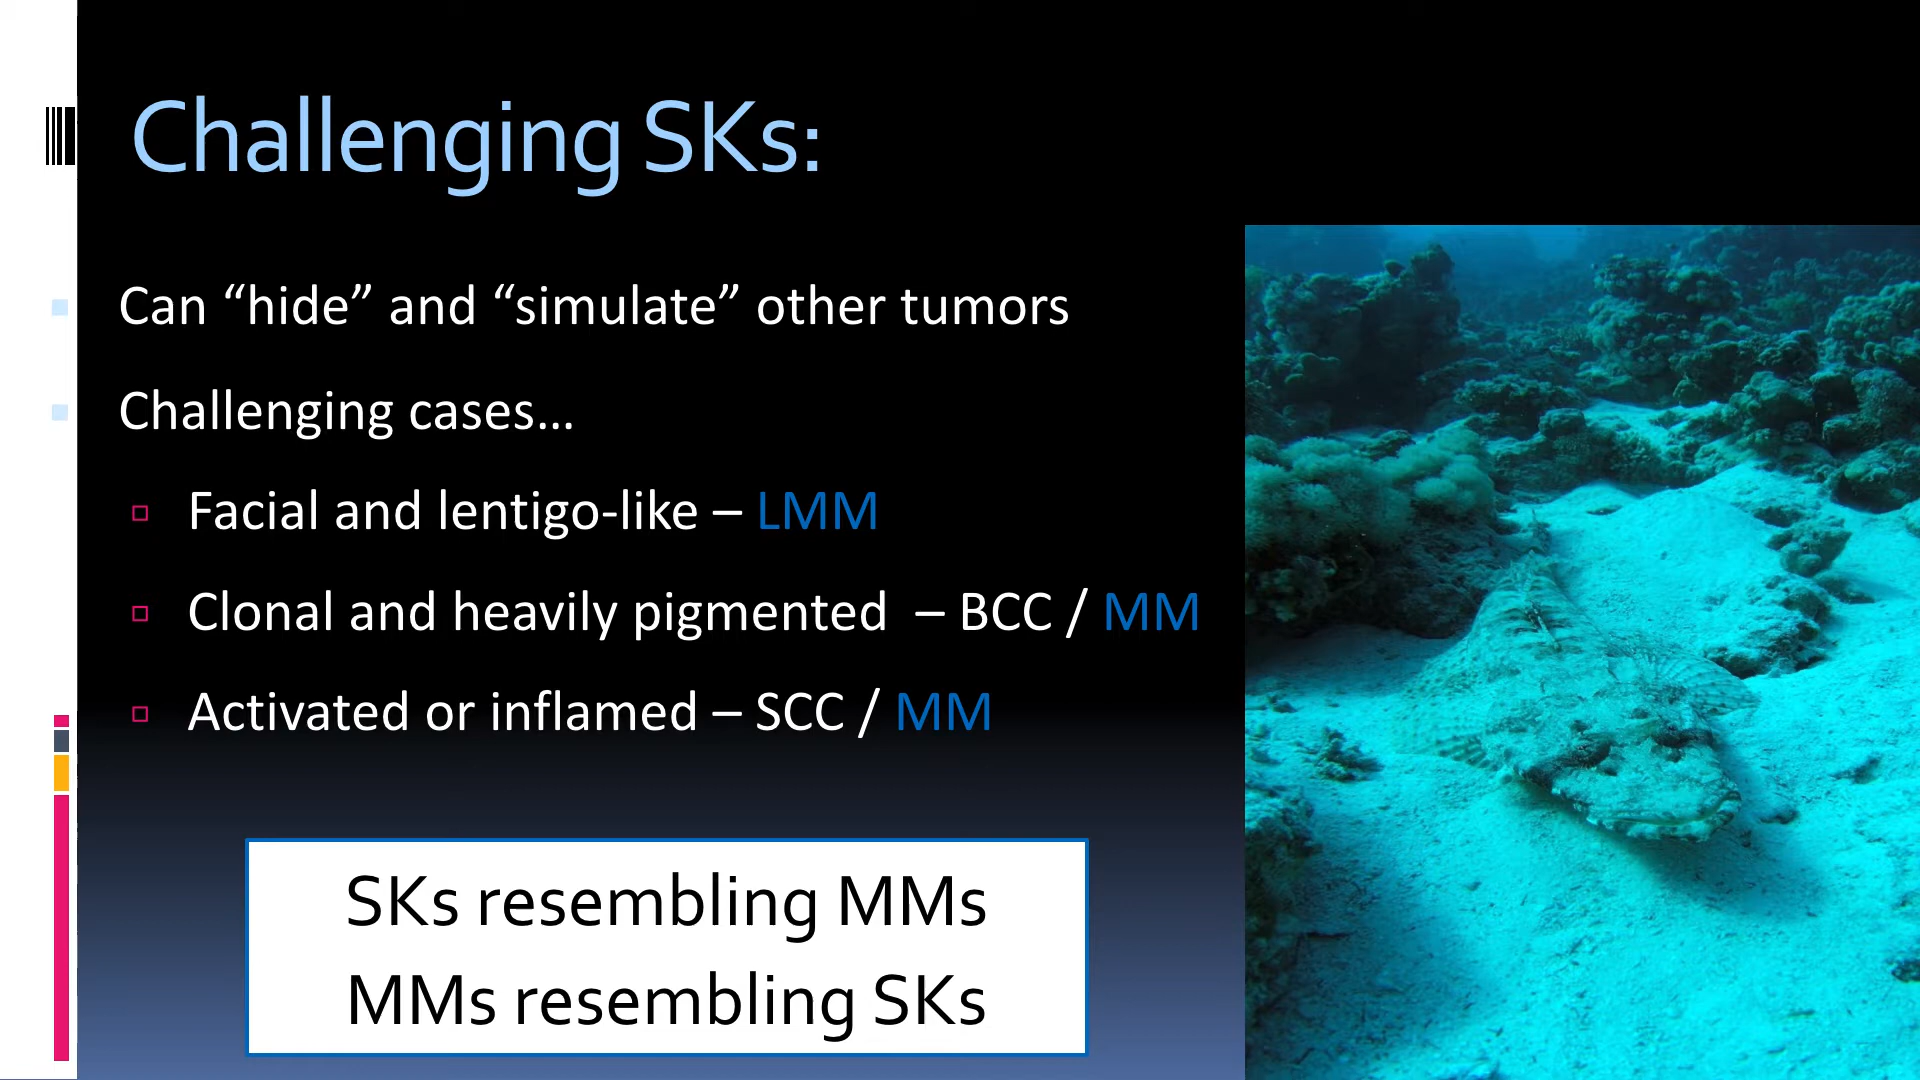 Challenging SKs:
Can “hide” and “simulate” other tumors
Challenging cases…
Facial and lentigo-like – LMM
Clonal and heavily pigmented – BCC / MM
Activated or inflamed – SCC / MM
SKs resembling MMs
MMs resembling SKs